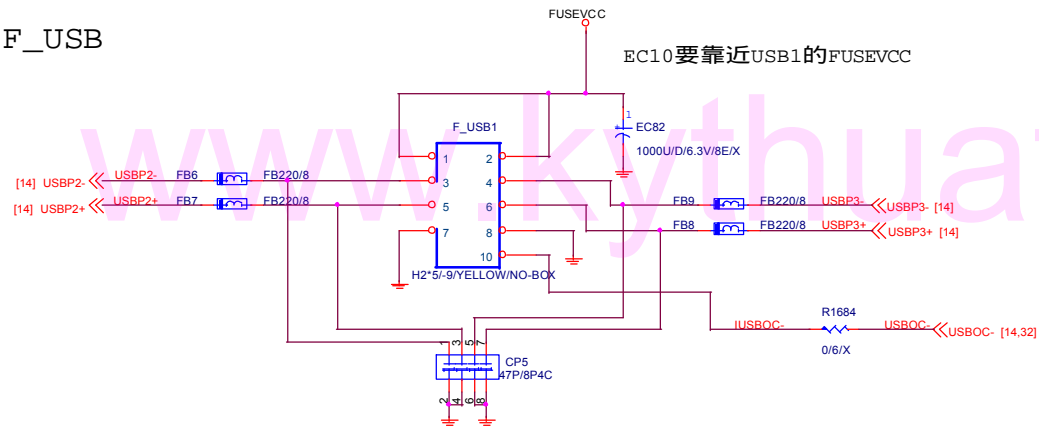 F_USB
FUSEVCC
EC10要靠近USB1的FUSEVCC
www.kythuat
F_USB1
1
EC82
1000U/D/6.3V/8E/X
1 2
3 4
5 6
7 8
10
[14] USBP2- USBP2- FB6 FB220/8
[14] USBP2+ USBP2+ FB7 FB220/8
FB9 FB220/8 USBP3- USBP3- [14]
FB8 FB220/8 USBP3+ USBP3+ [14]
H2*5/-9/YELLOW/NO-BOX
R1684
IUSBOC- USBOC- USBOC- [14,32]
0/6/X
1 3 5 7
CP5
47P/8P4C
2 4 6 8